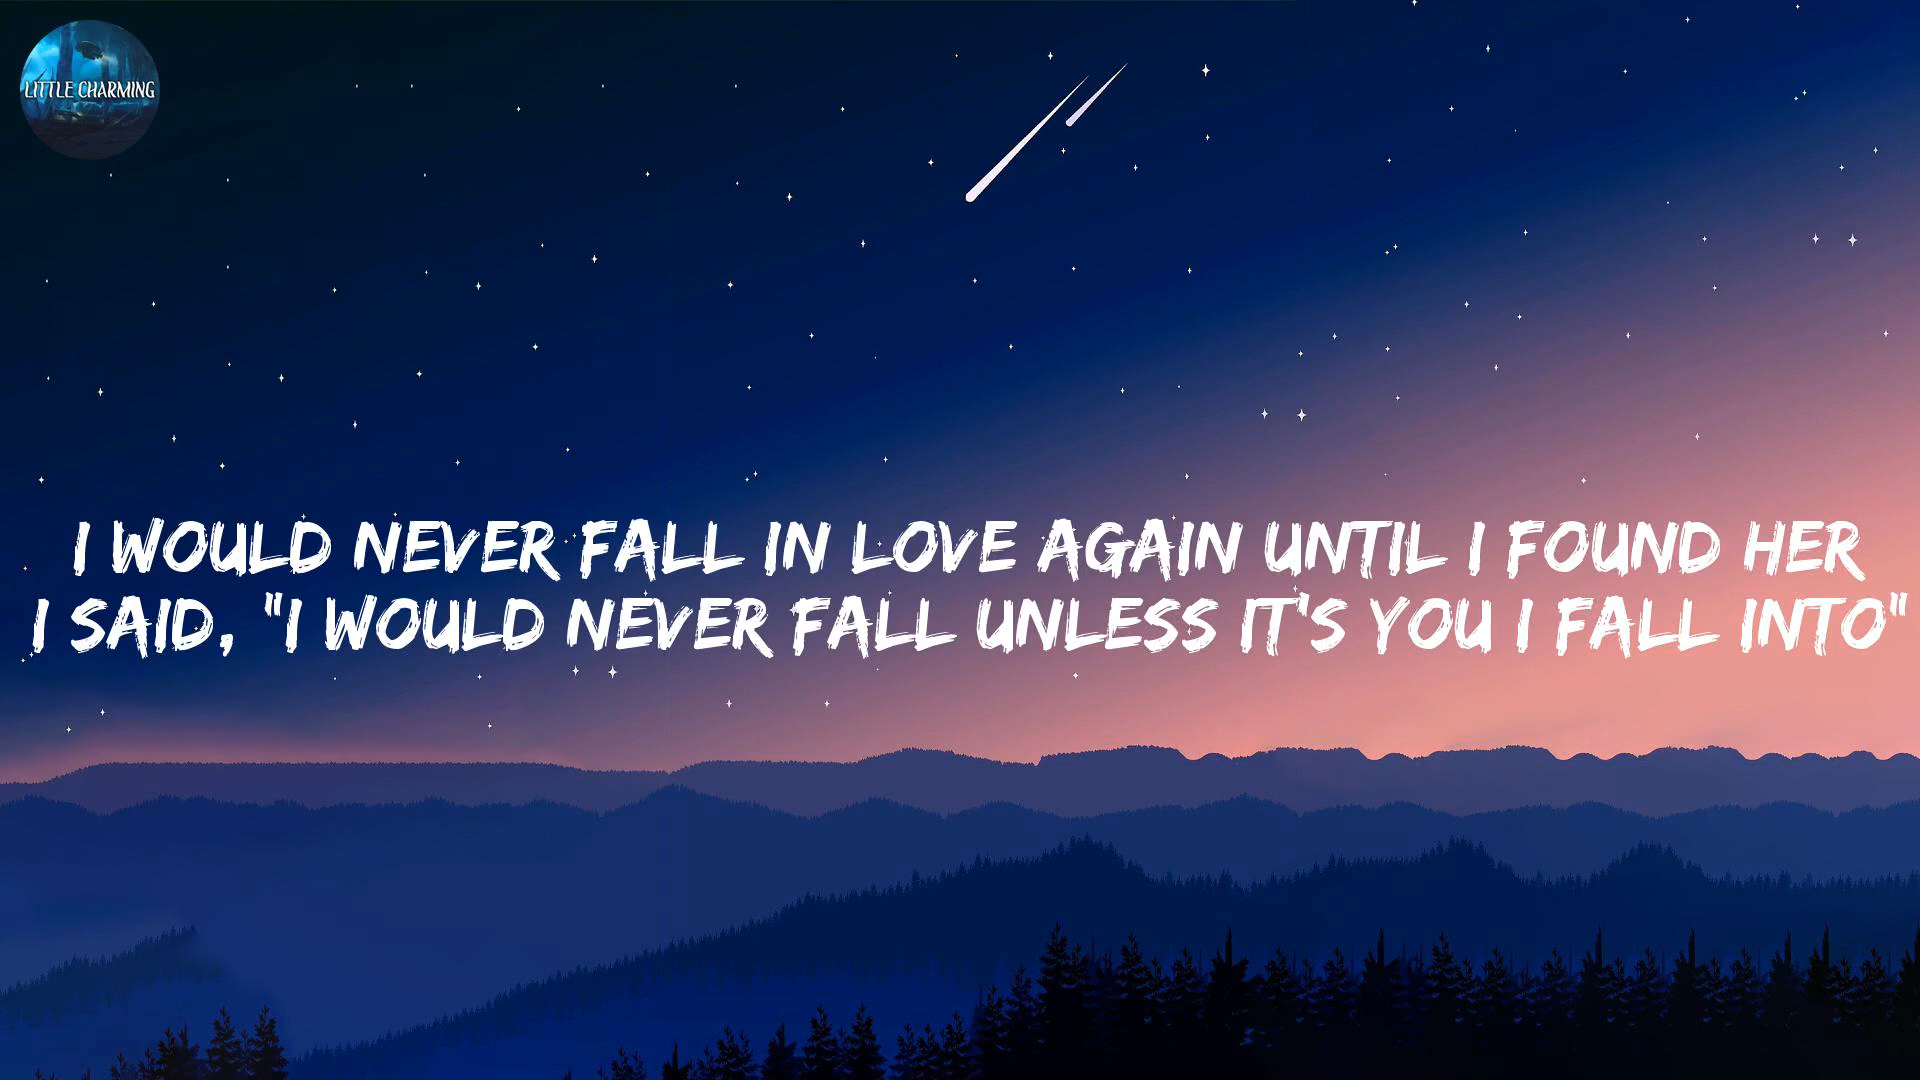 LITTLE CHARMING
I WOULD NEVER FALL IN LOVE AGAIN UNTIL I FOUND HER
I SAID, "I WOULD NEVER FALL UNLESS IT'S YOU I FALL INTO"